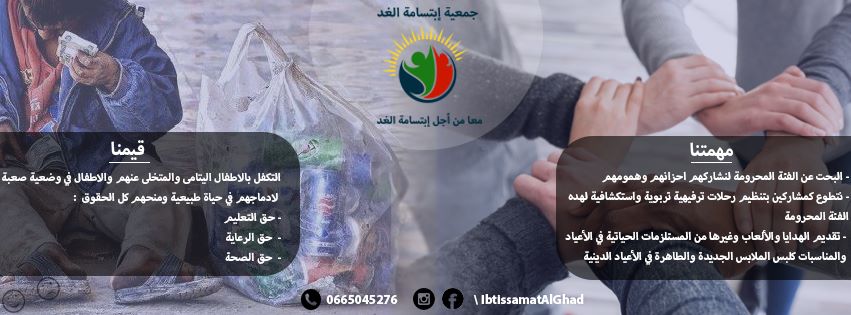 جمعية إبتسامة الغد
معا من أجل إبتسامة الغد
مهمتنا
- البحت عن الفئة المحرومة لنشاركهم احزانهم وهمومهم
- نتطوع كمشاركين بتنظيم رحلات ترفيهية تربوية واستكشافية لهده
الفئة المحرومة
- تقديم الهدايا والألعاب وغيرها من المستلزمات الحياتية في الأعياد
والمناسبات كلبس الملابس الجديدة والطاهرة في الأعياد الدينية
قيمنا
التكفل بالاطفال اليتامى والمتخلى عنهم والاطفال في وضعية صعبة
لادماجهم في حياة طبيعية ومنحهم كل الحقوق :
- حق التعليم
- حق الرعاية
- حق الصحة
0665045276
\ IbtissamatAlGhad